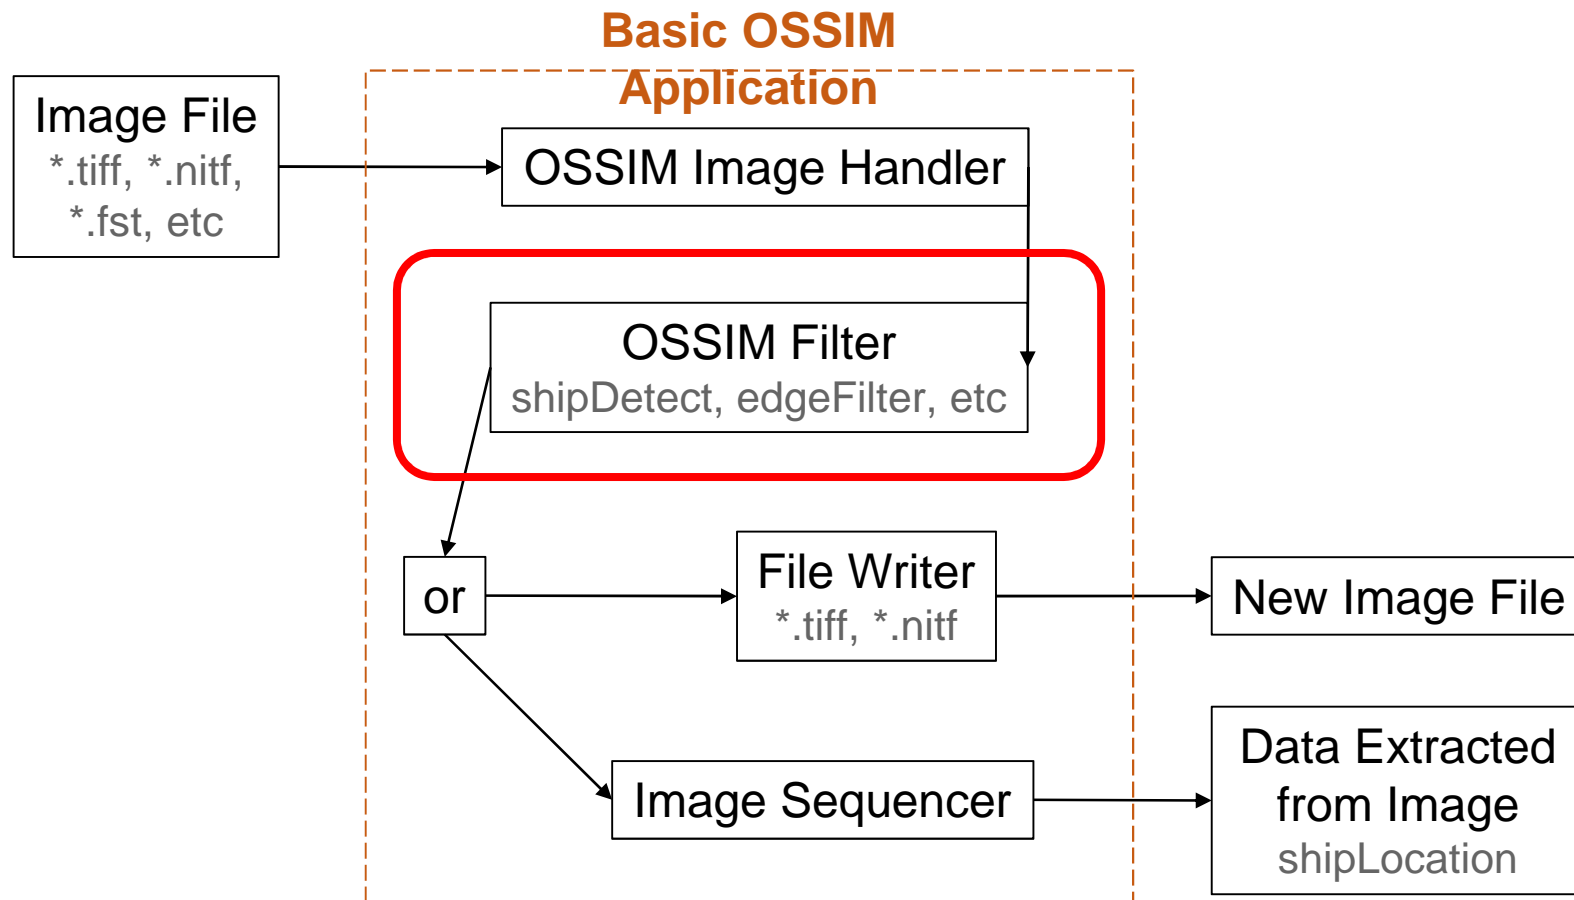 Basic OSSIM
Application
Image File
*.tiff, *.nitf,
*.fst, etc
OSSIM Image Handler
OSSIM Filter
shipDetect, edgeFilter, etc
or
File Writer
*.tiff, *.nitf
New Image File
Image Sequencer
Data Extracted
from Image
shipLocation